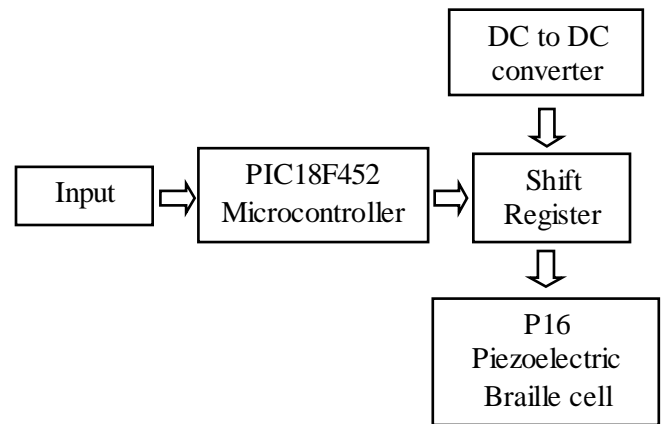 DC to DC
converter
Input
PIC18F452
Microcontroller
Shift
Register
P16
Piezoelectric
Braille cell